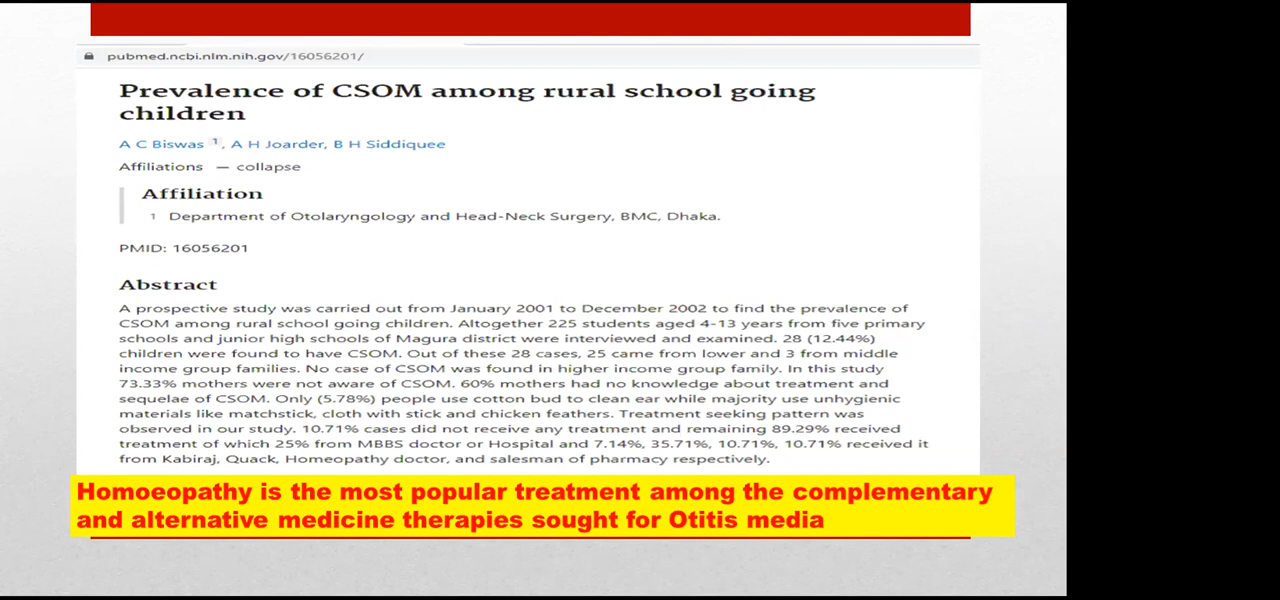 pubmed.ncbi.nlm.nih.gov/16056201/
Prevalence of CSOM among rural school going
children
A C Biswas 1, A H Joarder, B H Siddiquee
Affiliations — collapse
Affiliation
1 Department of Otolaryngology and Head-Neck Surgery, BMC, Dhaka.
PMID: 16056201
Abstract
A prospective study was carried out from January 2001 to December 2002 to find the prevalence of
CSOM among rural school going children. Altogether 225 students aged 4-13 years from five primary
schools and junior high schools of Magura district were interviewed and examined. 28 (12.44%)
children were found to have CSOM. Out of these 28 cases, 25 came from lower and 3 from middle
income group families. No case of CSOM was found in higher income group family. In this study
73.33% mothers were not aware of CSOM. 60% mothers had no knowledge about treatment and
sequelae of CSOM. Only (5.78%) people use cotton bud to clean ear while majority use unhygienic
materials like matchstick, cloth with stick and chicken feathers. Treatment seeking pattern was
observed in our study. 10.71% cases did not receive any treatment and remaining 89.29% received
treatment of which 25% from MBBS doctor or Hospital and 7.14%, 35.71%, 10.71%, 10.71% received it
from Kabiraj, Quack, Homeopathy doctor, and salesman of pharmacy respectively.
Homoeopathy is the most popular treatment among the complementary
and alternative medicine therapies sought for Otitis media